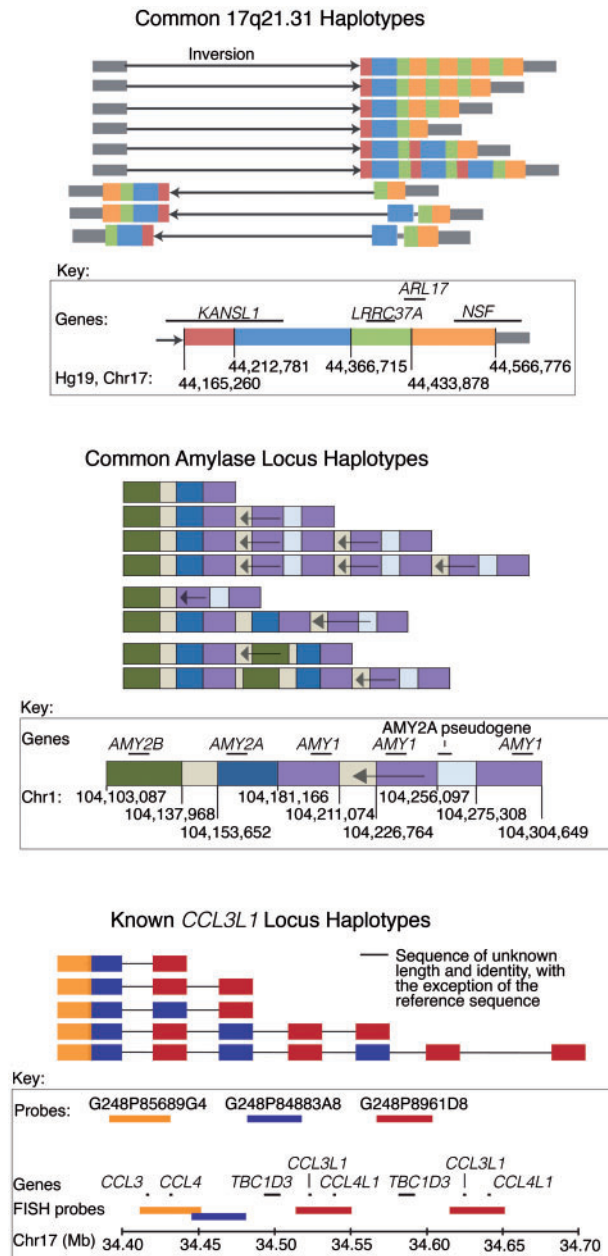 Common 17q21.31 Haplotypes
Inversion
Key:
ARL17
Genes: KANSL1 LRRC37A NSF
44,212,781 44,366,715 44,566,776
Hg19, Chr17: 44,165,260 44,433,878
Common Amylase Locus Haplotypes
Key:
AMY2A pseudogene
Genes AMY2B AMY2A AMY1 AMY1 AMY1
Chr1: 104,103,087 104,181,166 104,256,097
104,137,968 104,211,074 104,275,308
104,153,652 104,226,764 104,304,649
Known CCL3L1 Locus Haplotypes
Sequence of unknown
length and identity, with
the exception of the
reference sequence
Key:
Probes: G248P85689G4 G248P84883A8 G248P8961D8
CCL3L1 CCL3L1
Genes CCL3 CCL4 TBC1D3 CCL4L1 TBC1D3 CCL4L1
FISH probes
Chr17 (Mb) 34.40 34.45 34.50 34.55 34.60 34.65 34.70